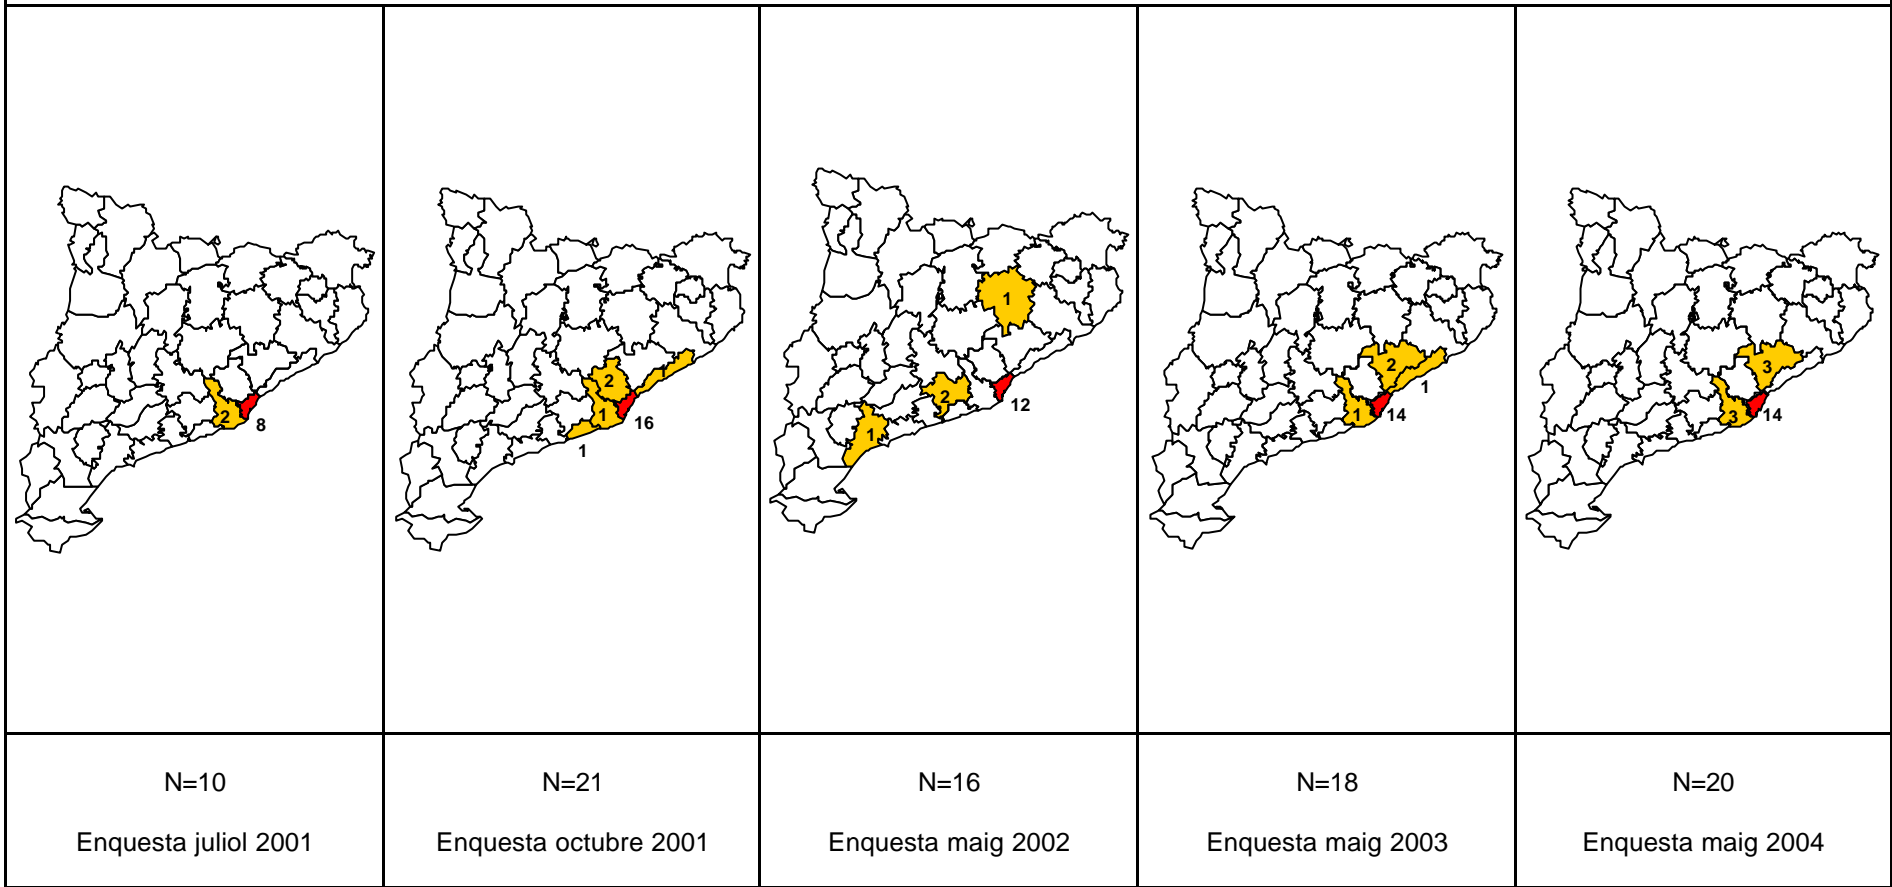 2
8
2
1
1
16
1
1
2
12
1
2
1
1
14
3
3
14
N=10
Enquesta juliol 2001
N=21
Enquesta octubre 2001
N=16
Enquesta maig 2002
N=18
Enquesta maig 2003
N=20
Enquesta maig 2004